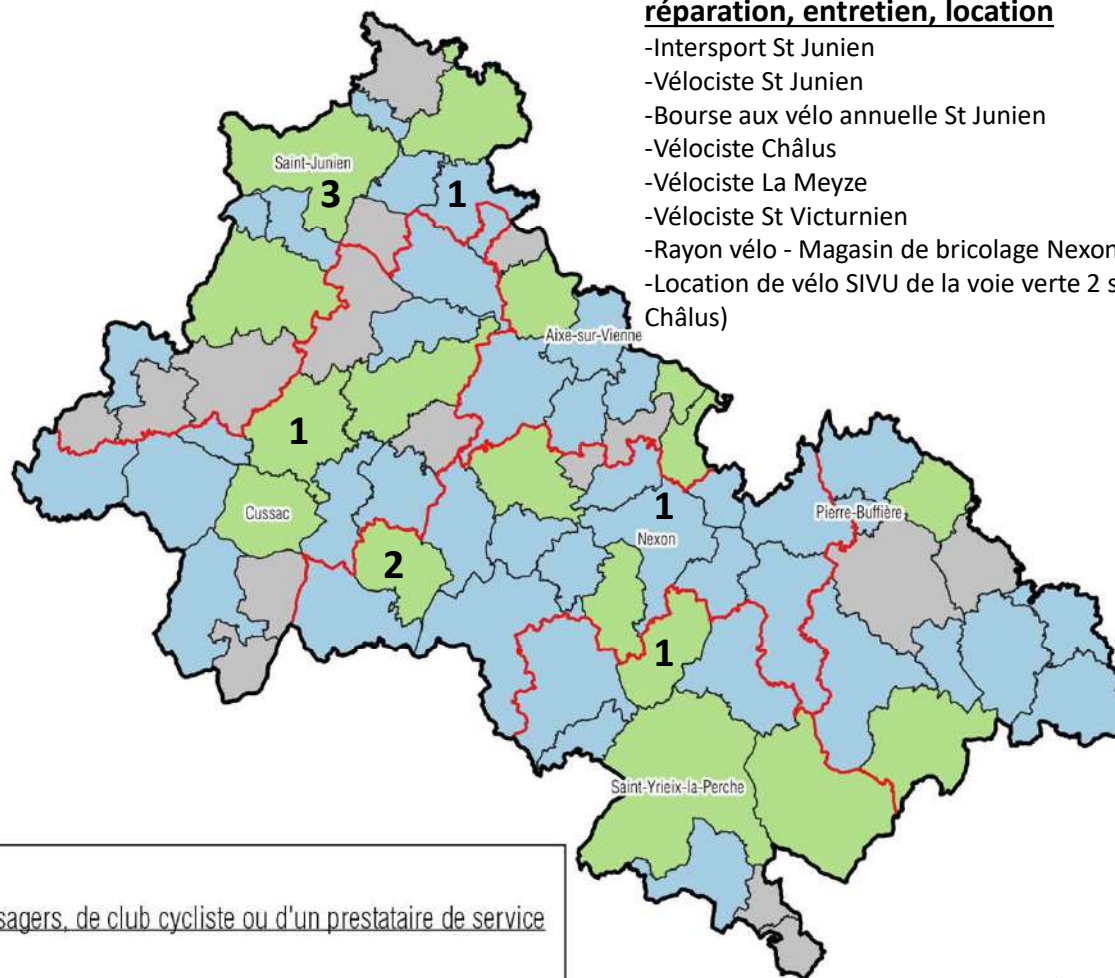 réparation, entretien, location
-Intersport St Junien
-Vélociste St Junien
-Bourse aux vélo annuelle St Junien
-Vélociste Châlus
-Vélociste La Meyze
-Vélociste St Victurnien
-Rayon vélo - Magasin de bricolage Nexon
-Location de vélo SIVU de la voie verte 2 s
Châlus)
Saint-Junien
3
1
Aixe-sur-Vienne
1
Cussac
1
Pierre-Buffière
Nexon
2
1
Saint-Yrieix-la-Perche
sagers, de club cycliste ou d'un prestataire de service